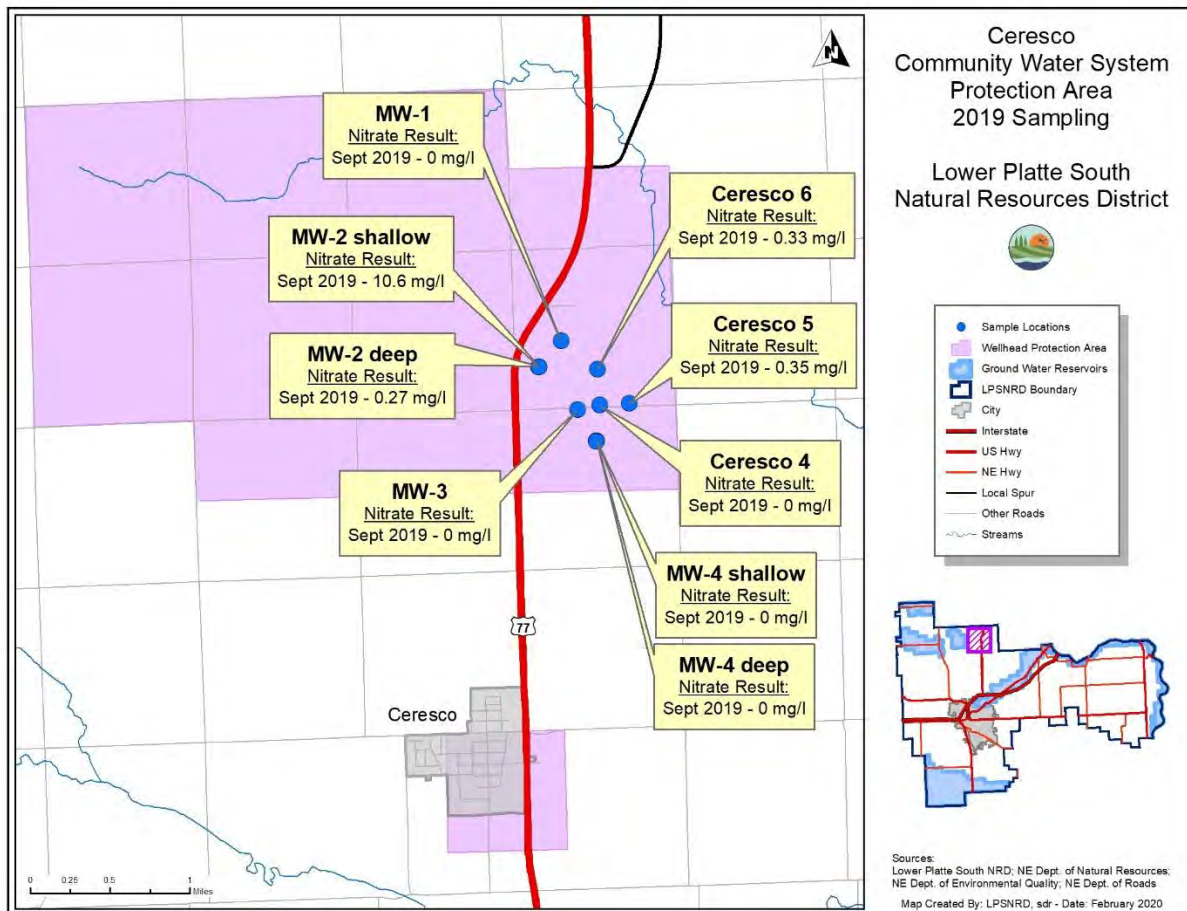 Ceresco
Community Water System
Protection Area
2019 Sampling
Lower Platte South
Natural Resources District
N
MW-1
Nitrate Result:
Sept 2019 - 0 mg/l
MW-2 shallow
Nitrate Result:
Sept 2019 - 10.6 mg/l
MW-2 deep
Nitrate Result:
Sept 2019 - 0.27 mg/l
MW-3
Nitrate Result:
Sept 2019 - 0 mg/l
Ceresco 6
Nitrate Result:
Sept 2019 - 0.33 mg/l
Ceresco 5
Nitrate Result:
Sept 2019 - 0.35 mg/l
Ceresco 4
Nitrate Result:
Sept 2019 - 0 mg/l
MW-4 shallow
Nitrate Result:
Sept 2019 - 0 mg/l
MW-4 deep
Nitrate Result:
Sept 2019 - 0 mg/l
77
Ceresco
0 0.25 0.5 1
Miles
Sample Locations
Wellhead Protection Area
Ground Water Reservoirs
LPSNRD Boundary
City
Interstate
US Hwy
NE Hwy
Local Spur
Other Roads
Streams
Sources:
Lower Platte South NRD; NE Dept. of Natural Resources;
NE Dept. of Environmental Quality; NE Dept. of Roads
Map Created By: LPSNRD, sdr - Date: February 2020